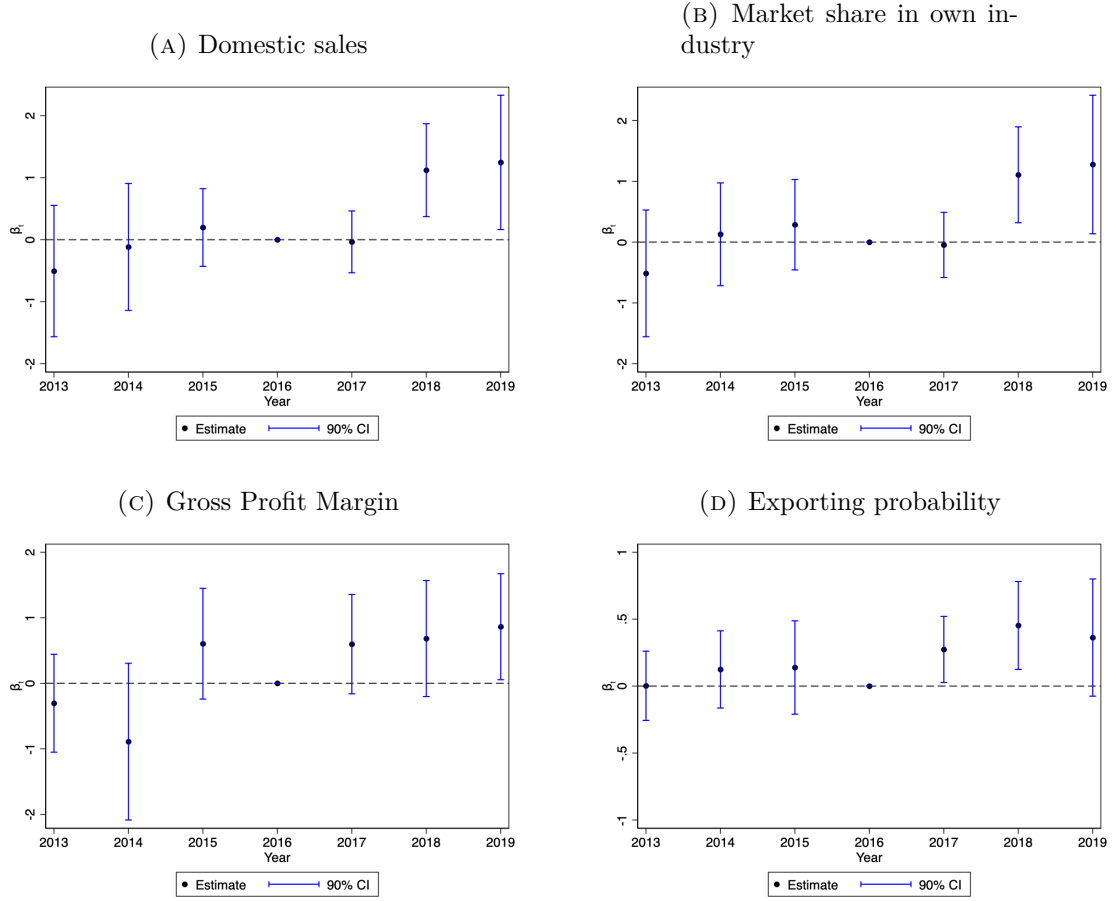 (A) Domestic sales
2
1
0
-1
-2
βt
2013 2014 2015 2016 2017 2018 2019
Year
Estimate 90% CI
(B) Market share in own in-
dustry
2
1
0
-1
-2
βt
2013 2014 2015 2016 2017 2018 2019
Year
Estimate 90% CI
(C) Gross Profit Margin
2
1
0
-1
-2
βt
2013 2014 2015 2016 2017 2018 2019
Year
Estimate 90% CI
(D) Exporting probability
1
.5
0
-.5
-1
βt
2013 2014 2015 2016 2017 2018 2019
Year
Estimate 90% CI